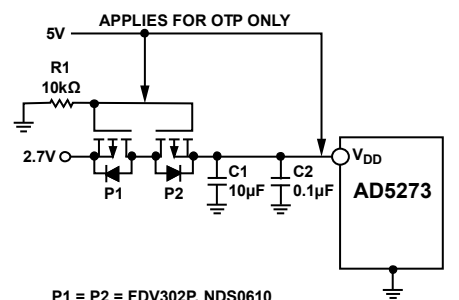 APPLIES FOR OTP ONLY
5V
R1
10kΩ
2.7V
P1
P2
C1
10µF
C2
0.1µF
VDD
AD5273
P1 = P2 = FDV302P, NDS0610